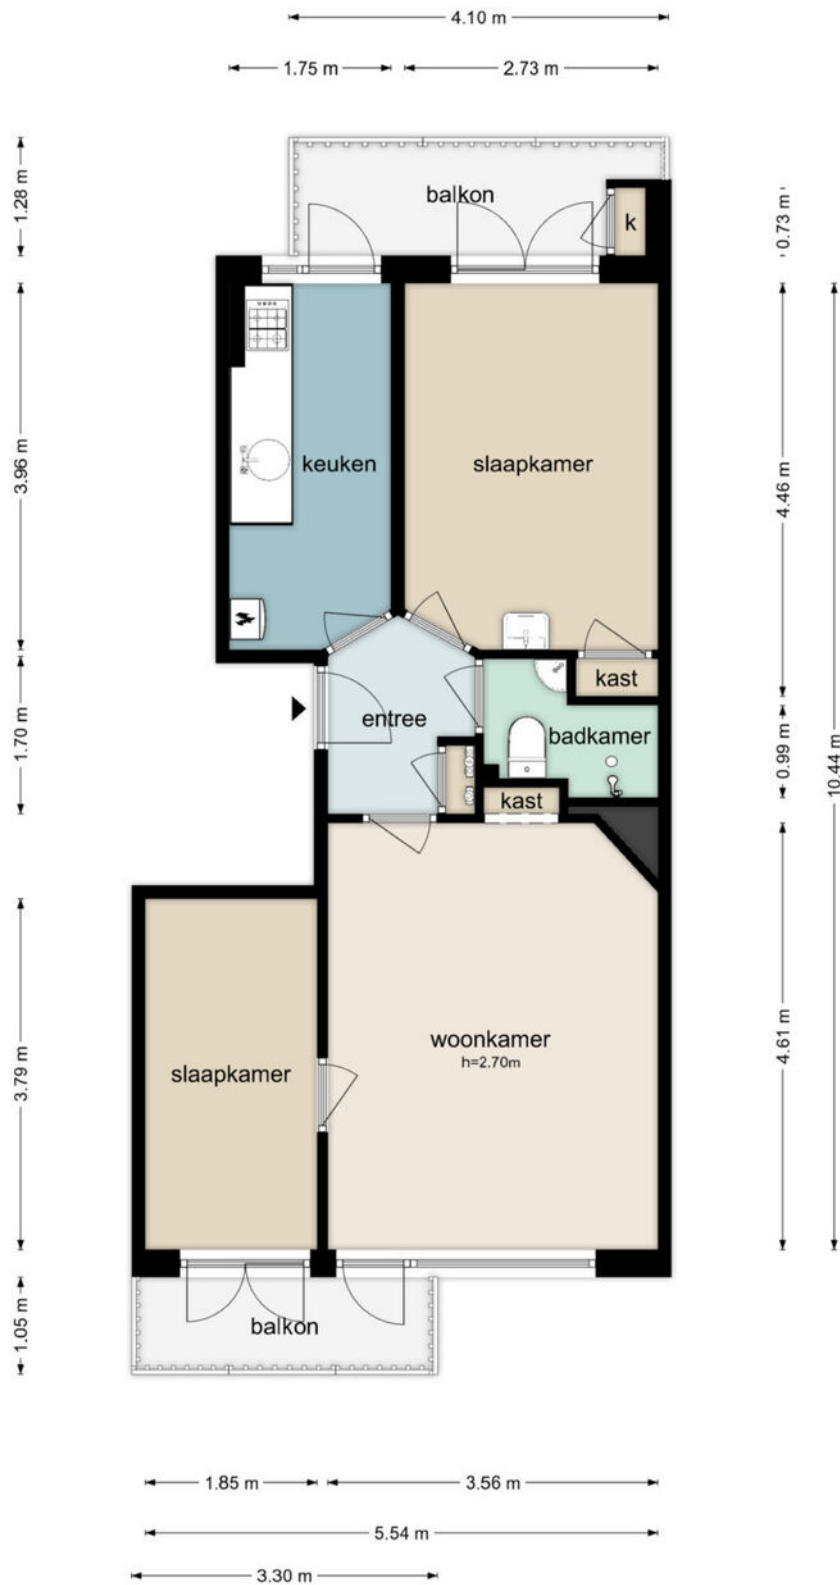 4.10 m
1.75 m
2.73 m
1.28 m
balkon
k
0.73 m
3.96 m
keuken
slaapkamer
4.46 m
10.44 m
kast
1.70 m
entree
badkamer
0.99 m
kast
3.79 m
slaapkamer
woonkamer
h=2.70m
4.61 m
1.05 m
balkon
1.85 m
3.56 m
5.54 m
3.30 m